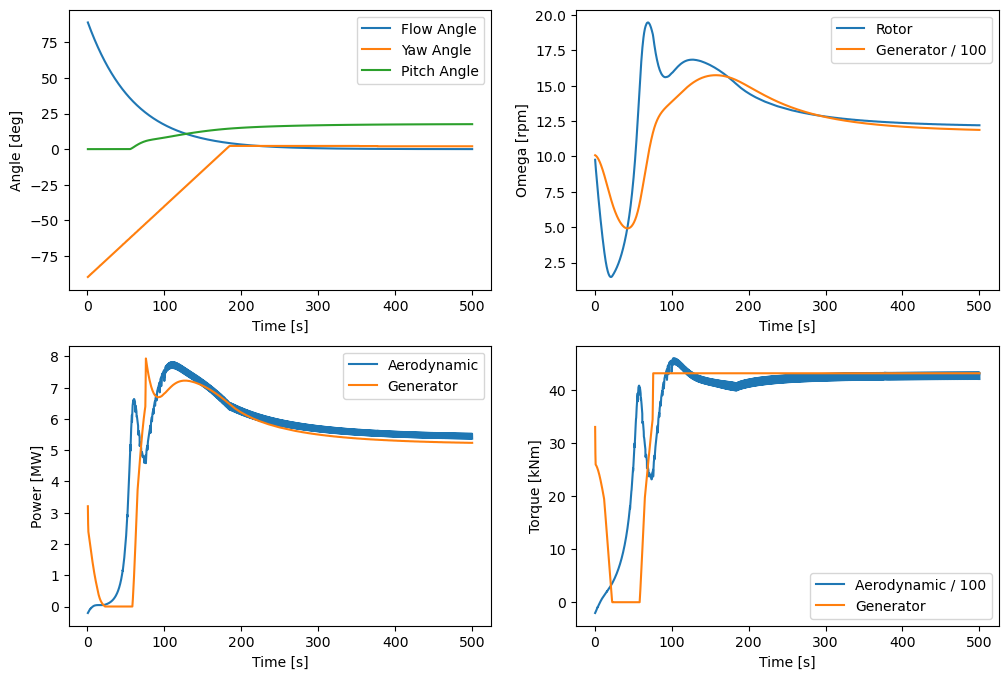 Angle [deg]
75
50
25
0
−25
−50
−75
0 100 200 300 400 500
Time [s]
Flow Angle
Yaw Angle
Pitch Angle
Omega [rpm]
20.0
17.5
15.0
12.5
10.0
7.5
5.0
2.5
0 100 200 300 400 500
Time [s]
Rotor
Generator / 100
Power [MW]
8
7
6
5
4
3
2
1
0
0 100 200 300 400 500
Time [s]
Aerodynamic
Generator
Torque [kNm]
40
30
20
10
0
0 100 200 300 400 500
Time [s]
Aerodynamic / 100
Generator